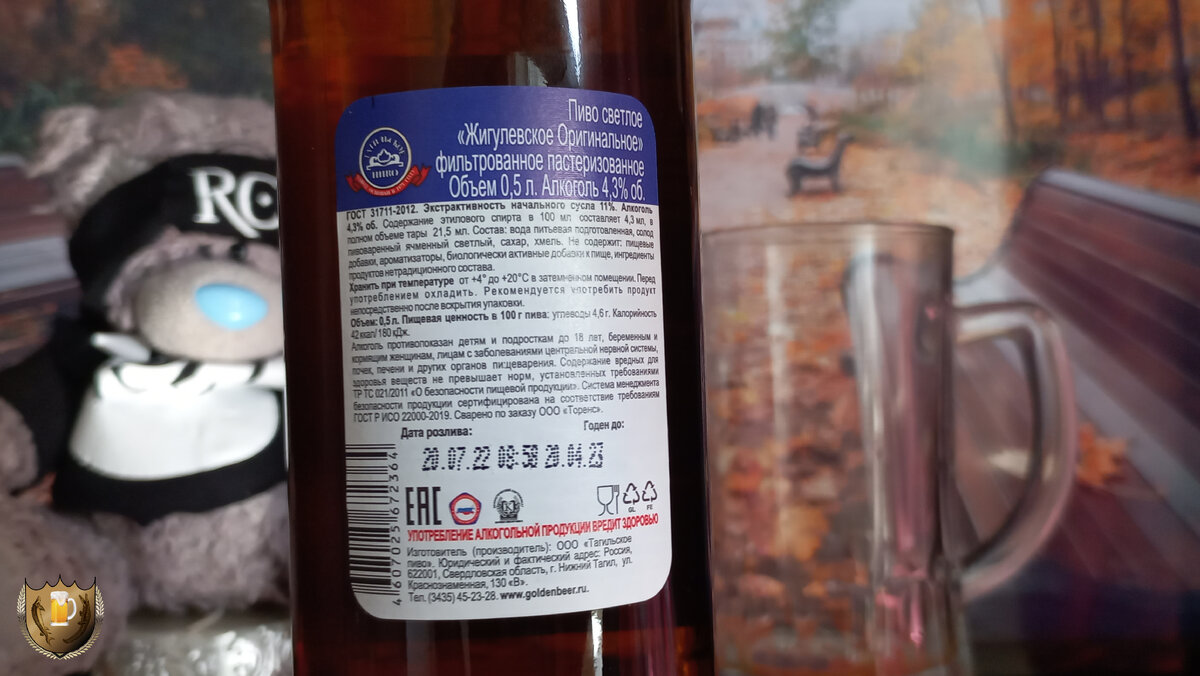 RC
Пиво светлое
«Жигулевское Оригинальное»
фильтрованное пастеризованное
Объем 0,5 л. Алкоголь 4,3% об.
ПИВО
ГОСТ 31711-2012. Экстрактивность начального сусла 11%. Алкоголь
4,3% об. Содержание этилового спирта в 100 мл составляет 4,3 мл, в
полном объеме тары 21,5 мл. Состав: вода питьевая подготовленная, солод
пивоваренный ячменный светлый, сахар, хмель. Не содержит: пищевые
добавки, ароматизаторы, биологически активные добавки к пище, ингредиенты
продуктов нетрадиционного состава.
Хранить при температуре от +4° до +20°С в затемненном помещении. Перед
употреблением охладить. Рекомендуется употребить продукт
непосредственно после вскрытия упаковки.
Объем: 0,5 л. Пищевая ценность в 100 г пива: углеводы 4,6 г. Калорийность
42 ккал/ 180 кДж.
Алкоголь противопоказан детям и подросткам до 18 лет, беременным и
кормящим женщинам, лицам с заболеваниями центральной нервной системы,
почек, печени и других органов пищеварения. Содержание вредных для
здоровья веществ не превышает норм, установленных требованиями
ТР ТС 021/2011 «О безопасности пищевой продукции». Система менеджмента
безопасности продукции сертифицирована на соответствие требованиям
ГОСТ Р ИСО 22000-2019. Сварено по заказу ООО «Торенс».
Дата розлива: Годен до:
20.07.22 08:58 20.04.23
4 607025 672364
EAC
GL FE
УПОТРЕБЛЕНИЕ АЛКОГОЛЬНОЙ ПРОДУКЦИИ ВРЕДИТ ЗДОРОВЬЮ
Изготовитель (производитель): ООО «Тагильское
пиво». Юридический и фактический адрес: Россия,
622001, Свердловская область, г. Нижний Тагил, ул.
Краснознаменная, 130 «В».
Тел. (3435) 45-23-28. www.goldenbeer.ru.